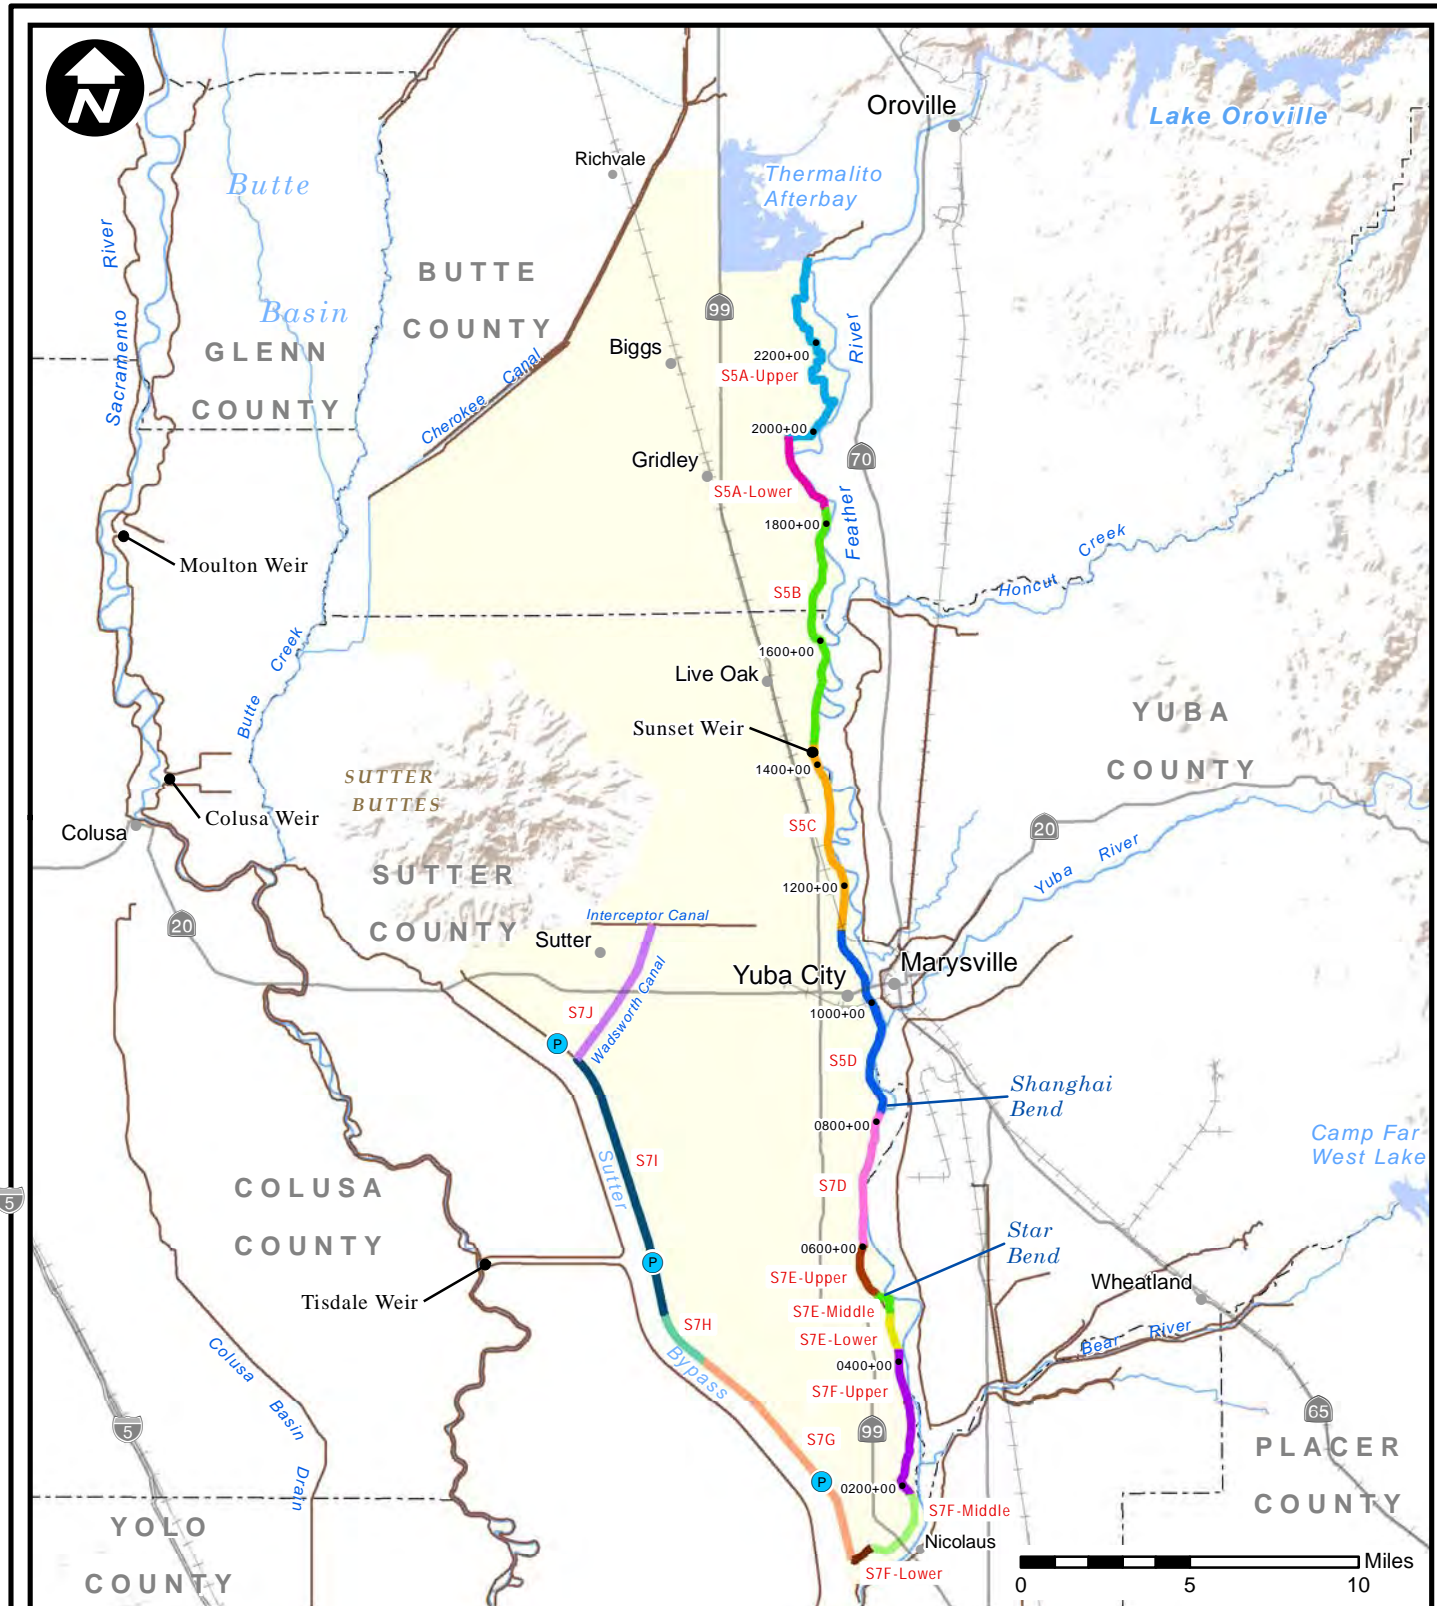 N
Oroville
Lake Oroville
Richvale
Thermalito
Afterbay
Butte
Basin
Sacramento River
BUTTE
COUNTY
GLENN
COUNTY
99
Biggs
2200+00
S5A-Upper
River
Cherokee Canal
2000+00
Gridley
70
S5A-Lower
Feather
1800+00
Moulton Weir
Creek
Honcut
S5B
1600+00
Butte Creek
Live Oak
Sunset Weir
YUBA
COUNTY
1400+00
SUTTER
BUTTES
Colusa Weir
Colusa
S5C
20
Yuba River
SUTTER
COUNTY
1200+00
Interceptor Canal
20
Sutter
Yuba City
Marysville
Wadsworth Canal
S7J
1000+00
P
S5D
Shanghai
Bend
0800+00
Camp Far
West Lake
S7I
Sutter
S7D
COLUSA
COUNTY
5
0600+00
Star
Bend
P
S7E-Upper
Wheatland
Tisdale Weir
S7E-Middle
S7H
S7E-Lower
Bear River
Bypass
0400+00
Colusa Basin Drain
S7F-Upper
5
S7G
99
65
PLACER
COUNTY
P
0200+00
S7F-Middle
YOLO
COUNTY
Nicolaus
S7F-Lower
Miles
0 5 10